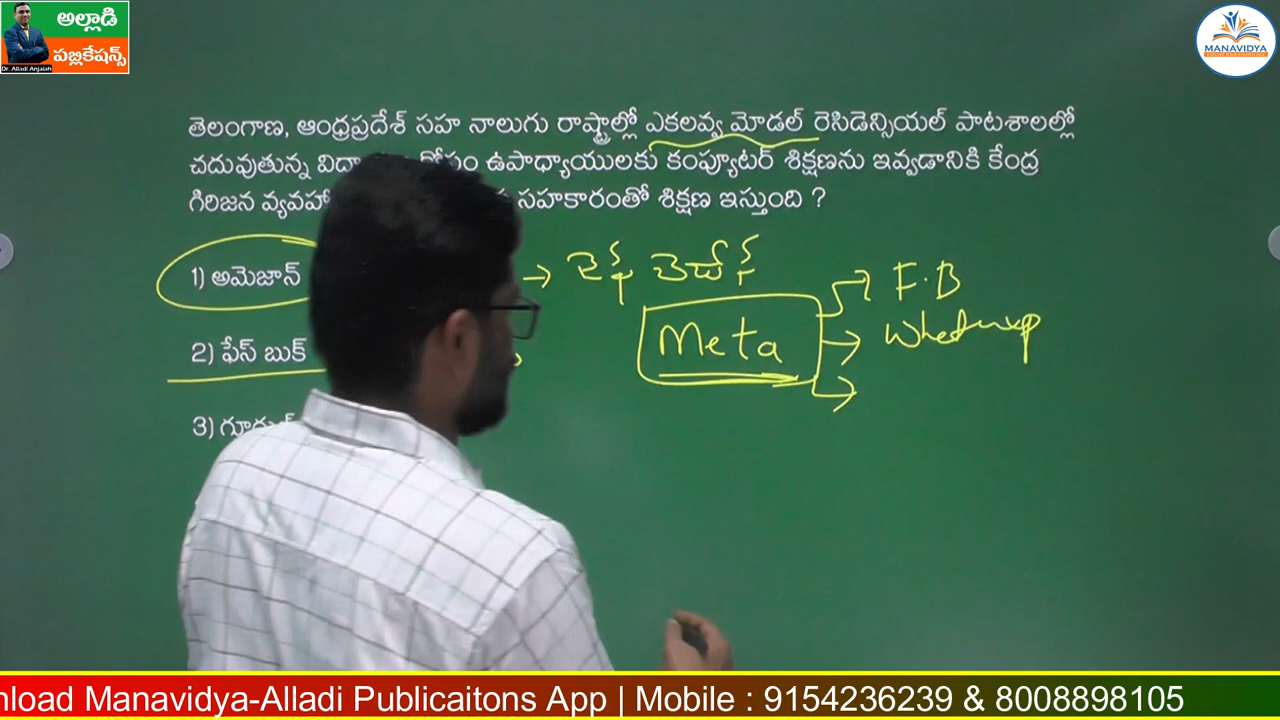 అల్లాడి
పబ్లికేషన్స్
Dr. Alladi Anjaiah
MANAVIDYA
తెలంగాణ, ఆంధ్రప్రదేశ్ సహ నాలుగు రాష్ట్రాల్లో ఎకలవ్య మోడల్ రెసిడెన్సియల్ పాటశాలల్లో
చదువుతున్న ఉపాధ్యాయులకు కంప్యూటర్ శిక్షణను ఇవ్వడానికి కేంద్ర
గిరిజన సహకారంతో శిక్షణ ఇస్తుంది ?
1) అమెజాన్
→ జెఫ్ బెజోస్
2) ఫేస్ బుక్
Meta
F.B
Whatsapp
3)
nload Manavidya-Alladi Publicaitons App | Mobile : 9154236239 & 8008898105